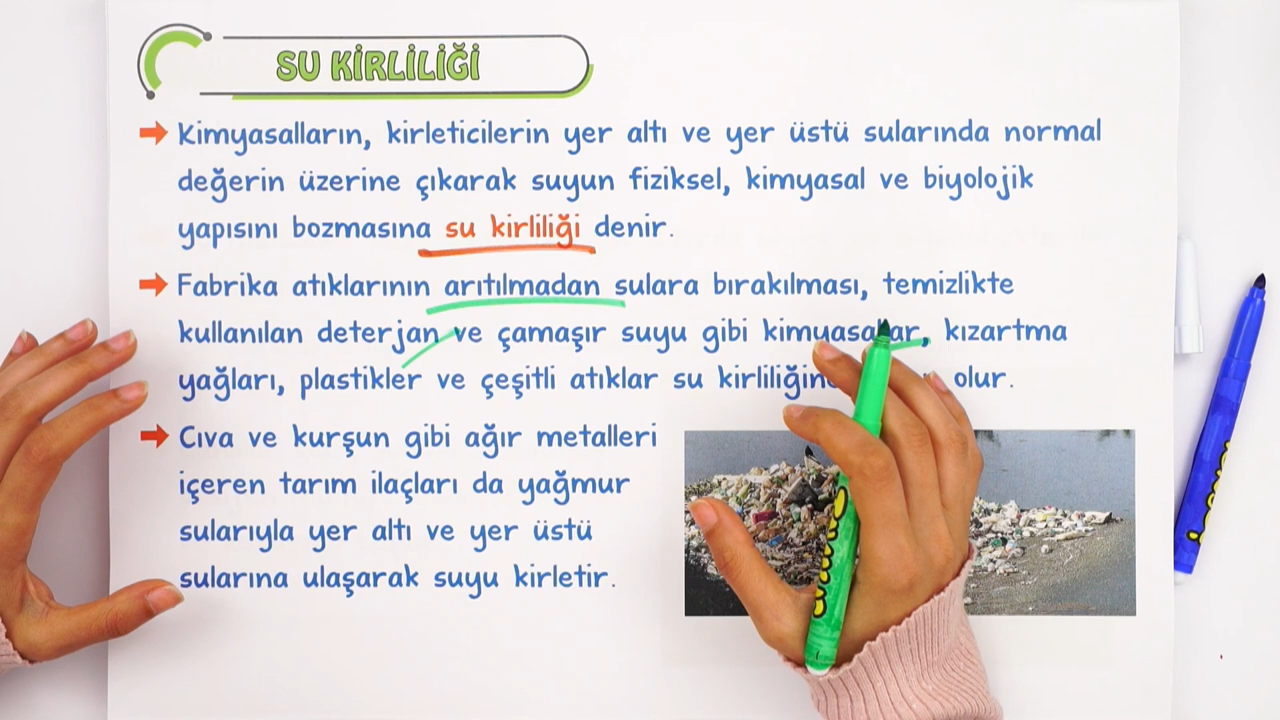 SU KİRLİLİĞİ
Kimyasalların, kirleticilerin yer altı ve yer üstü sularında normal
değerin üzerine çıkarak suyun fiziksel, kimyasal ve biyolojik
yapısını bozmasına su kirliliği denir.
Fabrika atıklarının arıtılmadan sulara bırakılması, temizlikte
kullanılan deterjan ve çamaşır suyu gibi kimyasallar, kızartma
yağları, plastikler ve çeşitli atıklar su olur.
Cıva ve kurşun gibi ağır metalleri
içeren tarım ilaçları da yağmur
sularıyla yer altı ve yer üstü
sularına ulaşarak suyu kirletir.